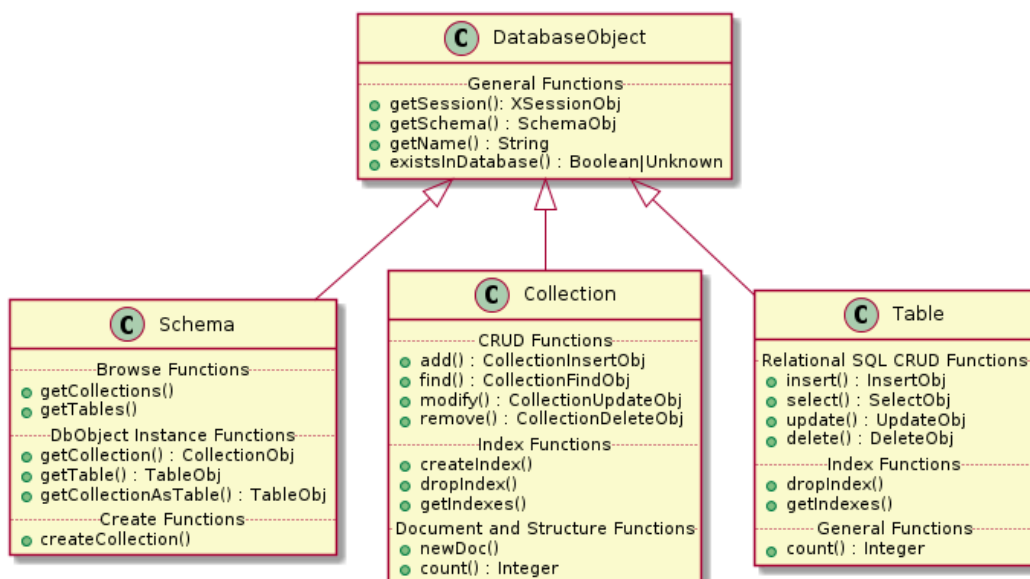 C DatabaseObject
General Functions
getSession(): XSessionObj
getSchema() : SchemaObj
getName() : String
existsInDatabase() : Boolean|Unknown
C Schema
Browse Functions
getCollections()
getTables()
DbObject Instance Functions
getCollection() : CollectionObj
getTable() : TableObj
getCollectionAsTable() : TableObj
Create Functions
createCollection()
C Collection
CRUD Functions
add() : CollectionInsertObj
find() : CollectionFindObj
modify() : CollectionUpdateObj
remove() : CollectionDeleteObj
Index Functions
createIndex()
dropIndex()
getIndexes()
Document and Structure Functions
newDoc()
count() : Integer
C Table
Relational SQL CRUD Functions
insert() : InsertObj
select() : SelectObj
update() : UpdateObj
delete() : DeleteObj
Index Functions
dropIndex()
getIndexes()
General Functions
count() : Integer